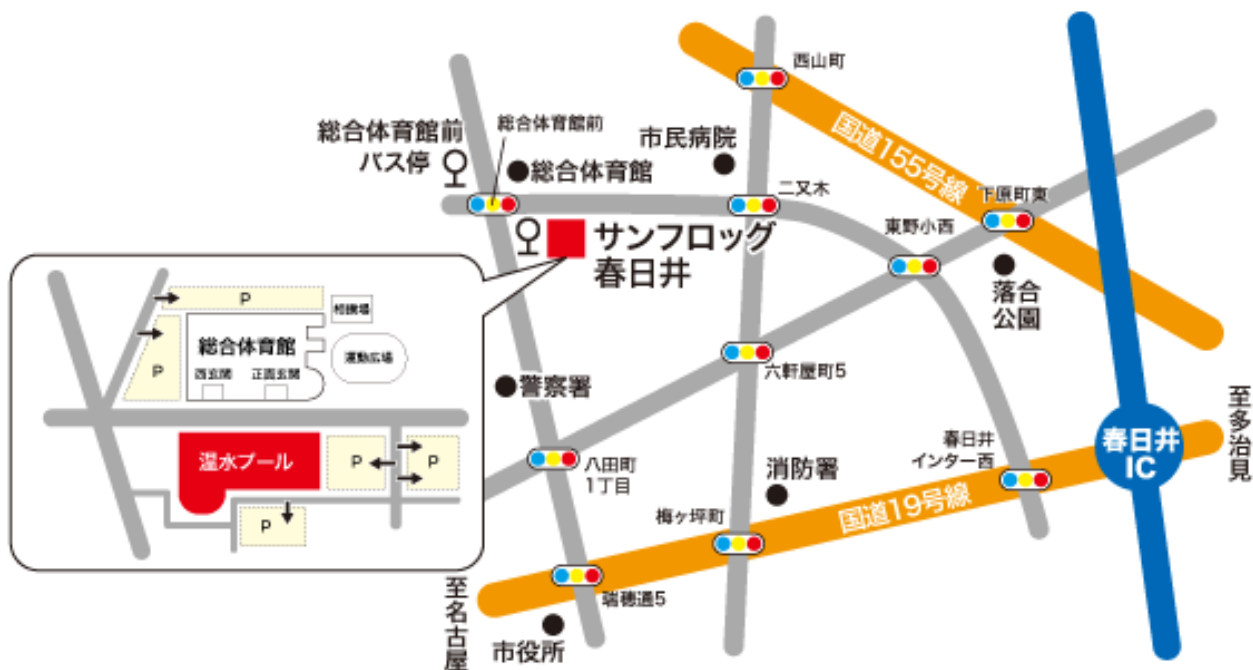 西山町
国道155号線
総合体育館前
バス停
総合体育館前
総合体育館
市民病院
二又木
下原町東
東野小西
サンフロッグ
春日井
落合
公園
P
相撲場
総合体育館
西玄関
正面玄関
運動広場
P
温水プール
P
P
P
六軒屋町5
警察署
八田町
1丁目
消防署
春日井
インター西
春日井
IC
至多治見
梅ヶ坪町
国道19号線
至名古屋
瑞穂通5
市役所